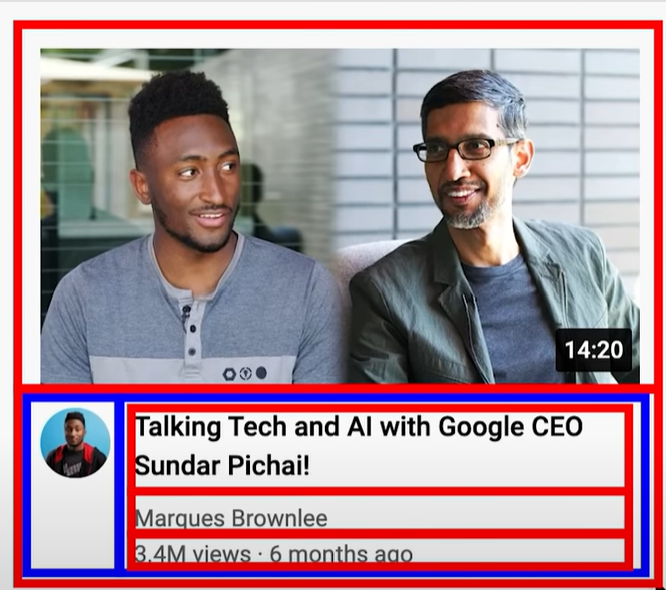 14:20
Talking Tech and AI with Google CEO
Sundar Pichai!
Marques Brownlee
3.4M views · 6 months ago